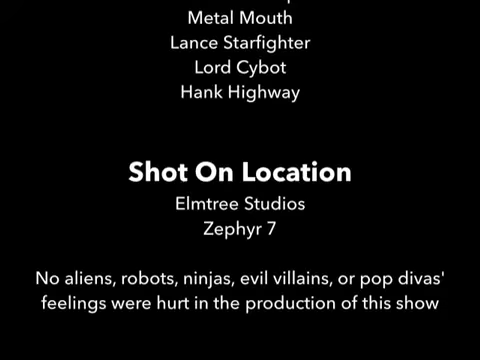 Metal Mouth
Lance Starfighter
Lord Cybot
Hank Highway
Shot On Location
Elmtree Studios
Zephyr 7
No aliens, robots, ninjas, evil villains, or pop divas'
feelings were hurt in the production of this show